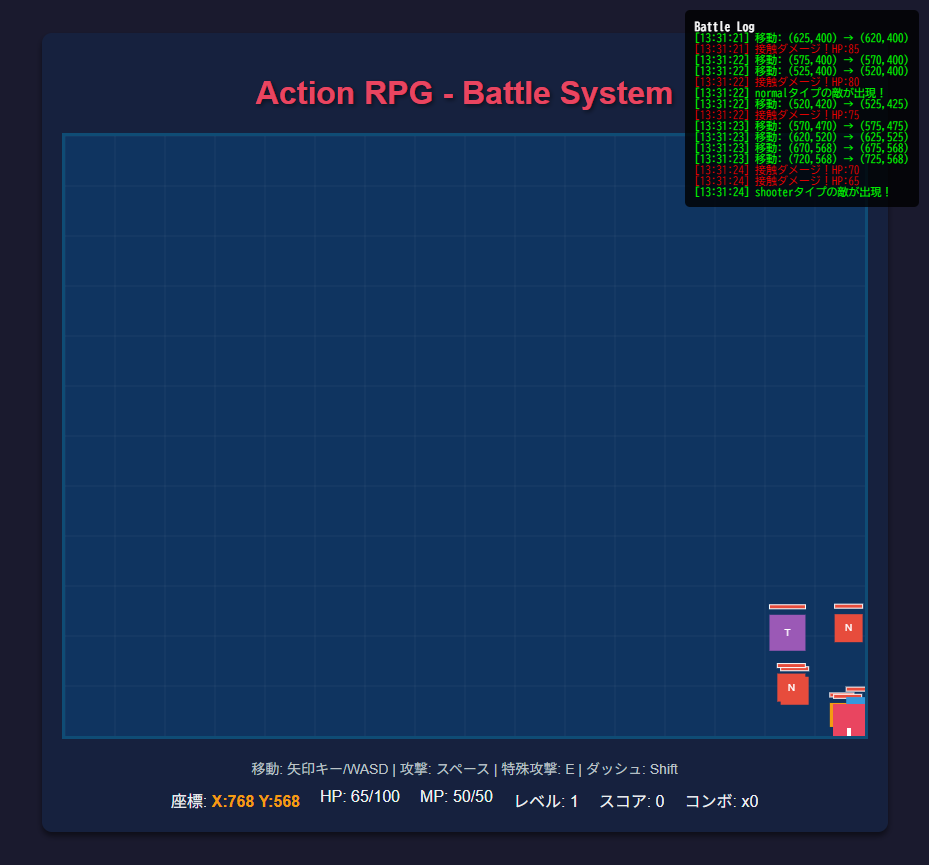 Battle Log
[13:31:21] 移動: (625,400) → (620,400)
[13:31:21] 接触ダメージ！HP:85
[13:31:22] 移動: (575,400) → (570,400)
[13:31:22] 移動: (525,400) → (520,400)
[13:31:22] 接触ダメージ！HP:80
[13:31:22] normalタイプの敵が出現！
[13:31:22] 移動: (520,420) → (525,425)
[13:31:22] 接触ダメージ！HP:75
[13:31:23] 移動: (570,470) → (575,475)
[13:31:23] 移動: (620,520) → (625,525)
[13:31:23] 移動: (670,568) → (675,568)
[13:31:23] 移動: (720,568) → (725,568)
[13:31:24] 接触ダメージ！HP:70
[13:31:24] 接触ダメージ！HP:65
[13:31:24] shooterタイプの敵が出現！
Action RPG - Battle System
T
N
N
移動: 矢印キー/WASD | 攻撃: スペース | 特殊攻撃: E | ダッシュ: Shift
座標: X:768 Y:568 HP: 65/100 MP: 50/50 レベル: 1 スコア: 0 コンボ: x0